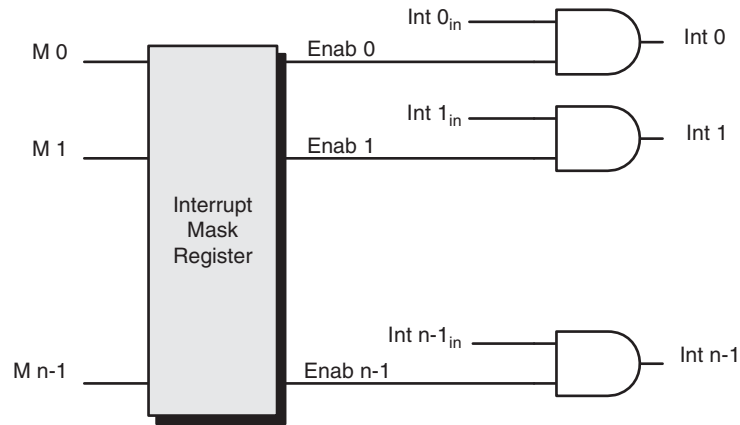 Int 0in
Int 0
M 0
Enab 0
Int 1in
Int 1
M 1
Enab 1
Interrupt
Mask
Register
Int n-1in
Int n-1
M n-1
Enab n-1